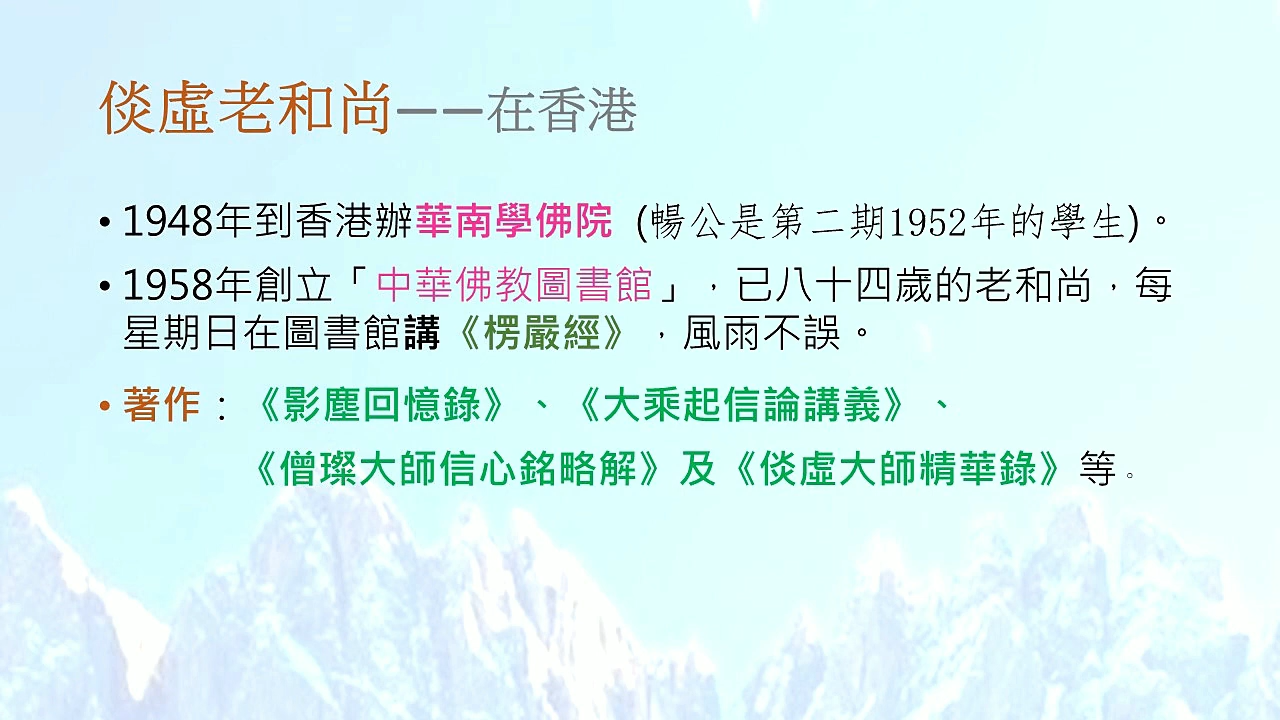 倓虛老和尚——在香港
• 1948年到香港辦華南學佛院 (暢公是第二期1952年的學生)。
• 1958年創立「中華佛教圖書館」，已八十四歲的老和尚，每
星期日在圖書館講《楞嚴經》，風雨不誤。
• 著作：《影塵回憶錄》、《大乘起信論講義》、
《僧璨大師信心銘略解》及《倓虛大師精華錄》等。